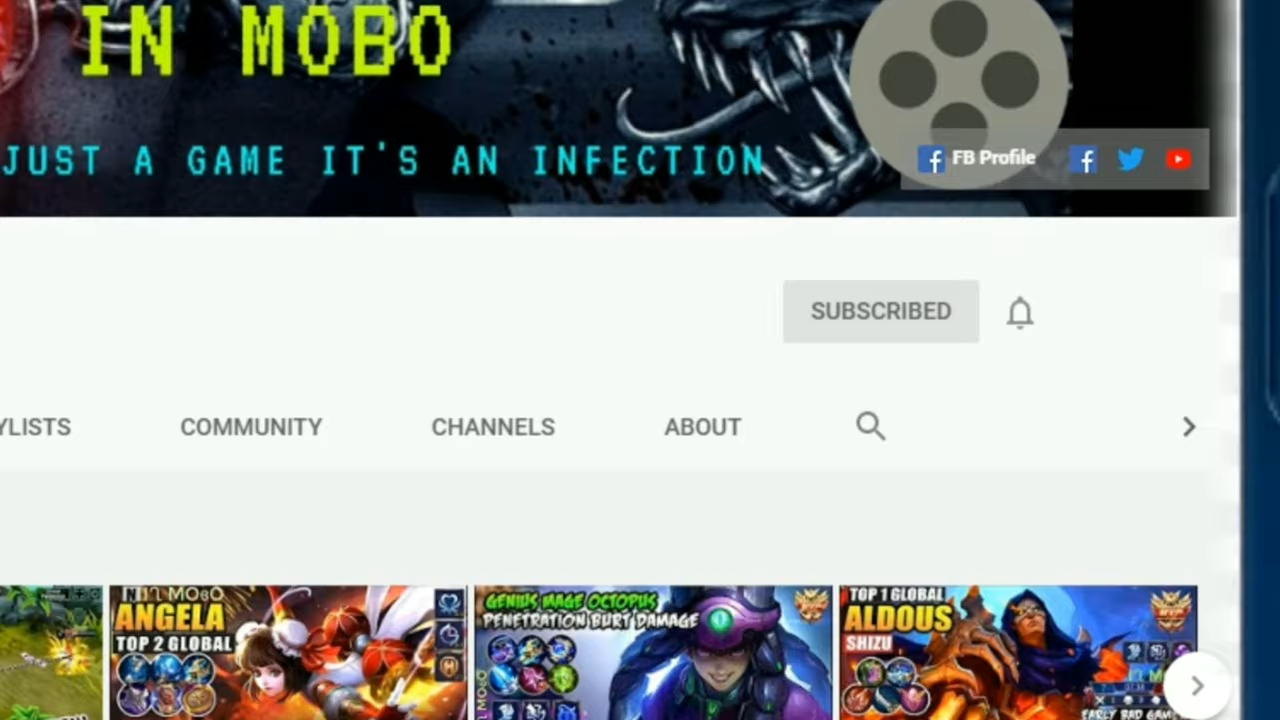 IN MOBO
JUST A GAME IT'S AN INFECTION
FB Profile
SUBSCRIBED
YLISTS
COMMUNITY
CHANNELS
ABOUT
ANGELA
TOP 2 GLOBAL
GENIUS MAGE OCTOPUS
PENETRATION BURT DAMAGE
TOP 1 GLOBAL
ALDOUS
SHIZU